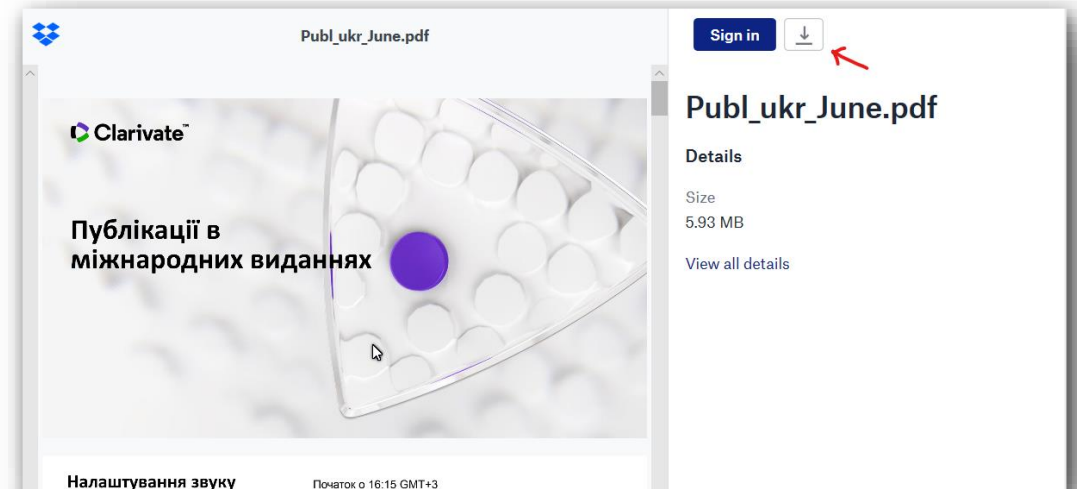 Publ_ukr_June.pdf
Sign in
Clarivate™
Публікації в
міжнародних виданнях
Налаштування звуку
Початок о 16:15 GMT+3
Publ_ukr_June.pdf
Details
Size
5.93 MB
View all details